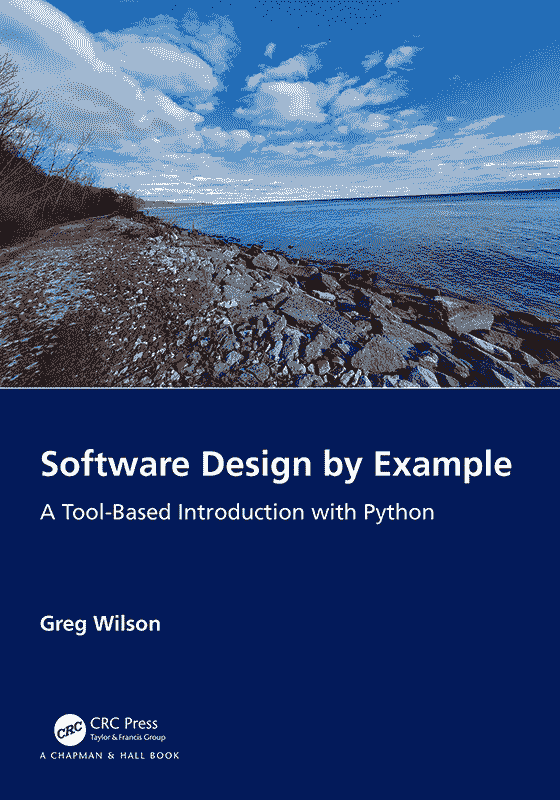 Software Design by Example
A Tool-Based Introduction with Python
Greg Wilson
CRC
CRC Press
Taylor & Francis Group
A CHAPMAN & HALL BOOK